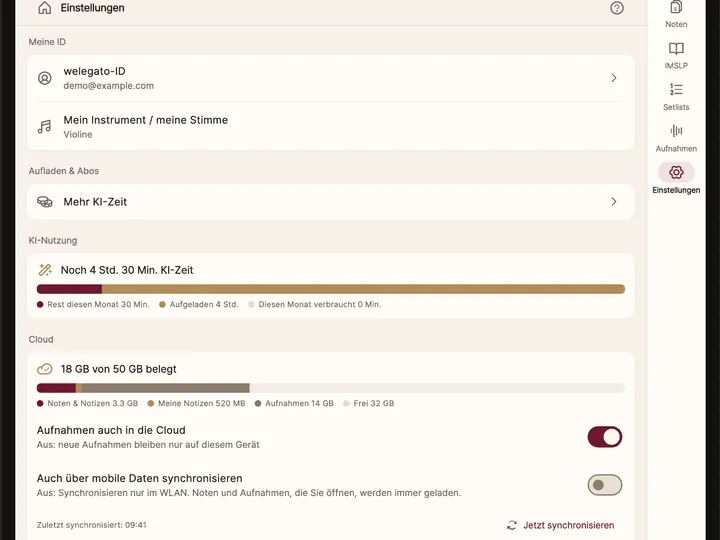 Einstellungen
Meine ID
welegato-ID
demo@example.com
Mein Instrument / meine Stimme
Violine
Aufladen & Abos
Mehr KI-Zeit
KI-Nutzung
Noch 4 Std. 30 Min. KI-Zeit
Rest diesen Monat 30 Min. Aufgeladen 4 Std. Diesen Monat verbraucht 0 Min.
Cloud
18 GB von 50 GB belegt
Noten & Notizen 3.3 GB Meine Notizen 520 MB Aufnahmen 14 GB Frei 32 GB
Aufnahmen auch in die Cloud
Aus: neue Aufnahmen bleiben nur auf diesem Gerät
Auch über mobile Daten synchronisieren
Aus: Synchronisieren nur im WLAN. Noten und Aufnahmen, die Sie öffnen, werden immer geladen.
Zuletzt synchronisiert: 09:41 Jetzt synchronisieren
Noten
IMSLP
Setlists
Aufnahmen
Einstellungen